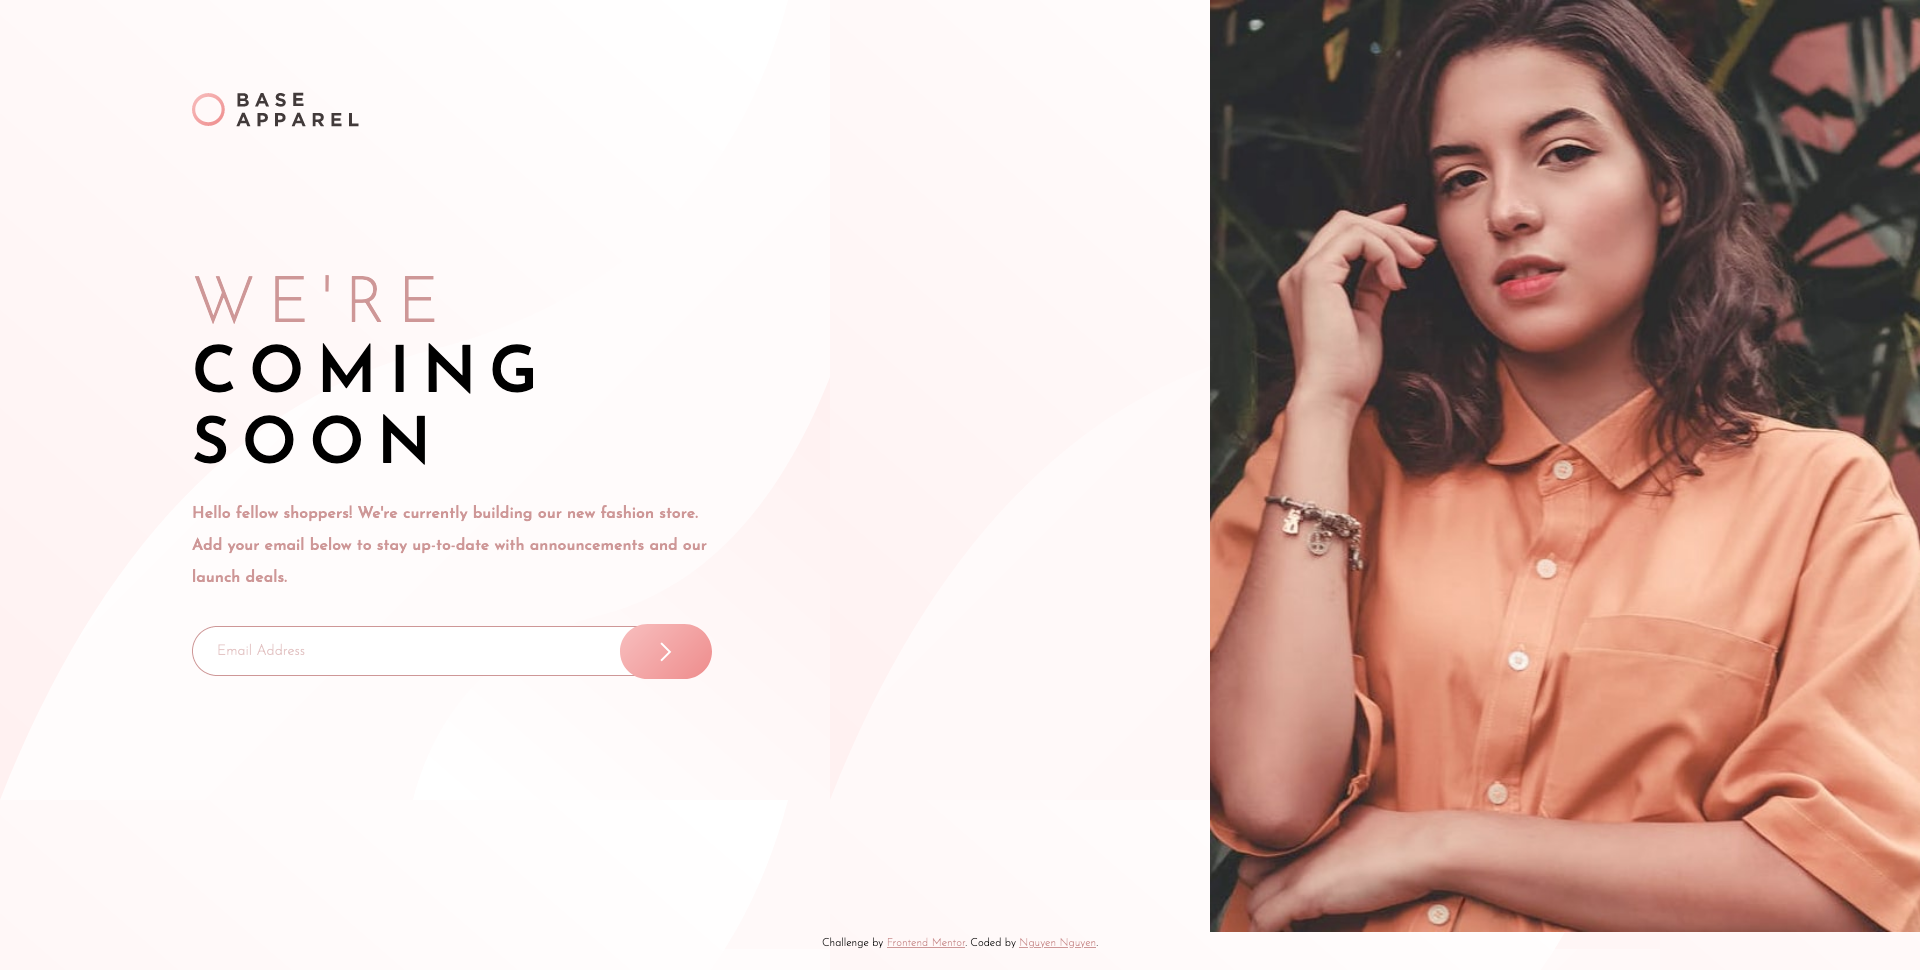 BASE
APPAREL
WE'RE
COMING
SOON
Hello fellow shoppers! We're currently building our new fashion store.
Add your email below to stay up-to-date with announcements and our
launch deals.
Email Address
Challenge by Frontend Mentor. Coded by Nguyen Nguyen.